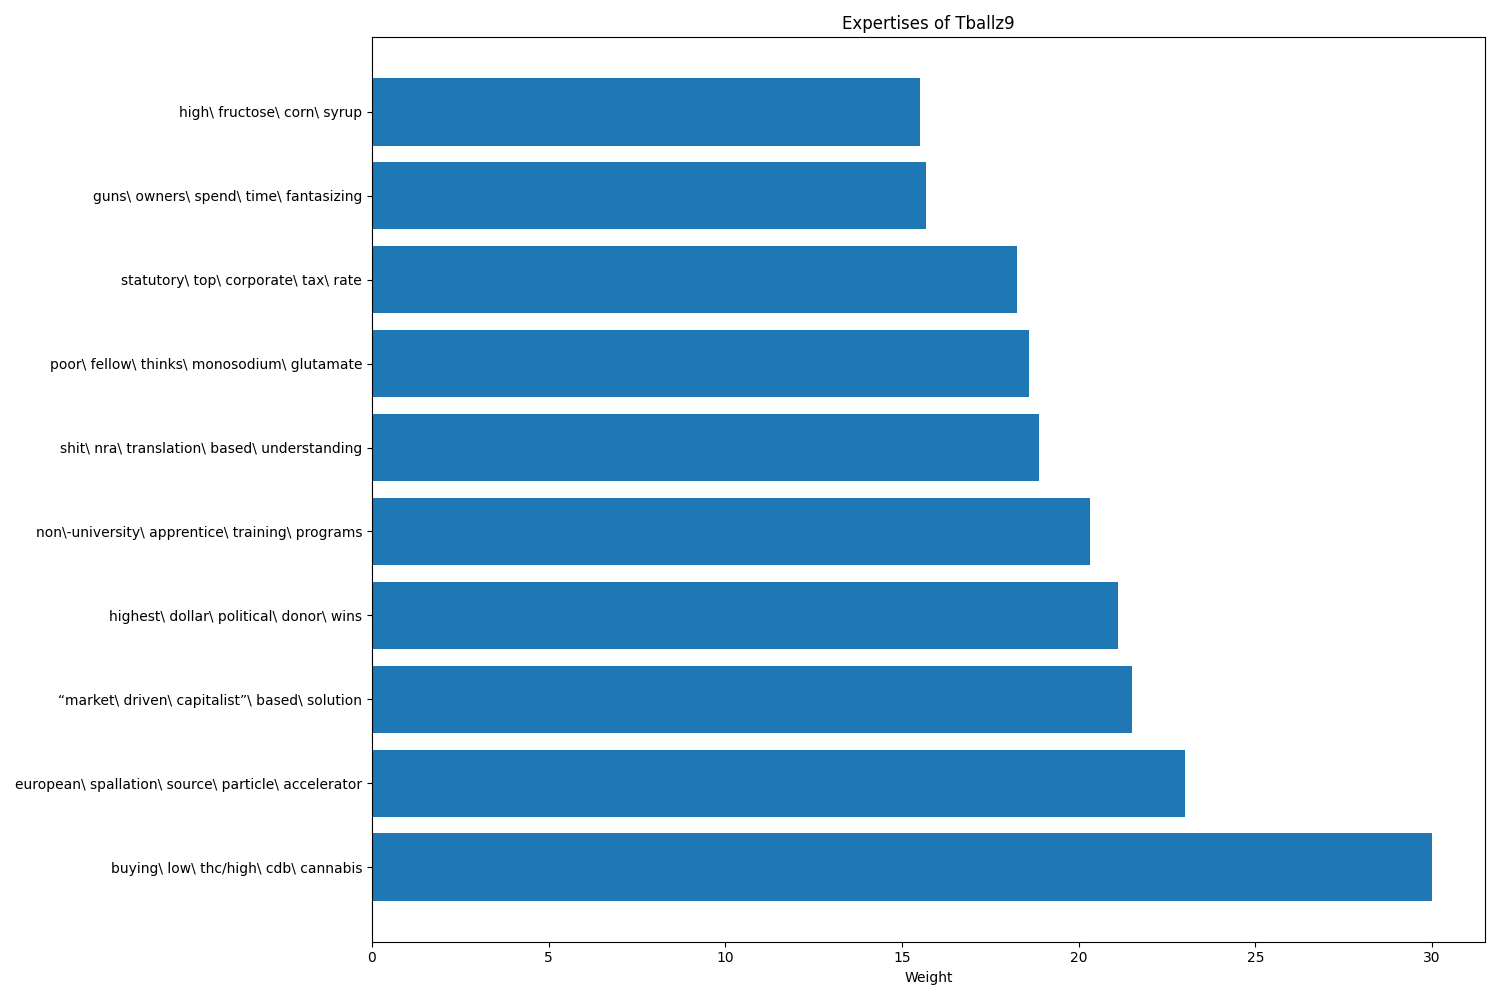 Expertises of Tballz9
high\ fructose\ corn\ syrup
guns\ owners\ spend\ time\ fantasizing
statutory\ top\ corporate\ tax\ rate
poor\ fellow\ thinks\ monosodium\ glutamate
shit\ nra\ translation\ based\ understanding
non\-university\ apprentice\ training\ programs
highest\ dollar\ political\ donor\ wins
“market\ driven\ capitalist”\ based\ solution
european\ spallation\ source\ particle\ accelerator
buying\ low\ thc/high\ cdb\ cannabis
0 5 10 15 20 25 30
Weight